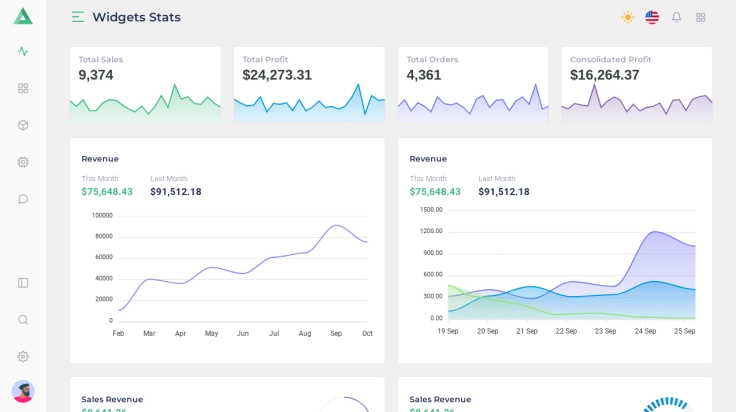 Widgets Stats
Total Sales
9,374
Total Profit
$24,273.31
Total Orders
4,361
Consolidated Profit
$16,264.37
Revenue
This Month
Last Month
$75,648.43
$91,512.18
100000
80000
60000
40000
20000
0
Feb Mar Apr May Jun Jul Aug Sep Oct
Revenue
This Month
Last Month
$75,648.43
$91,512.18
1500.00
1200.00
900.00
600.00
300.00
0.00
19 Sep 20 Sep 21 Sep 22 Sep 23 Sep 24 Sep 25 Sep
Sales Revenue
Sales Revenue